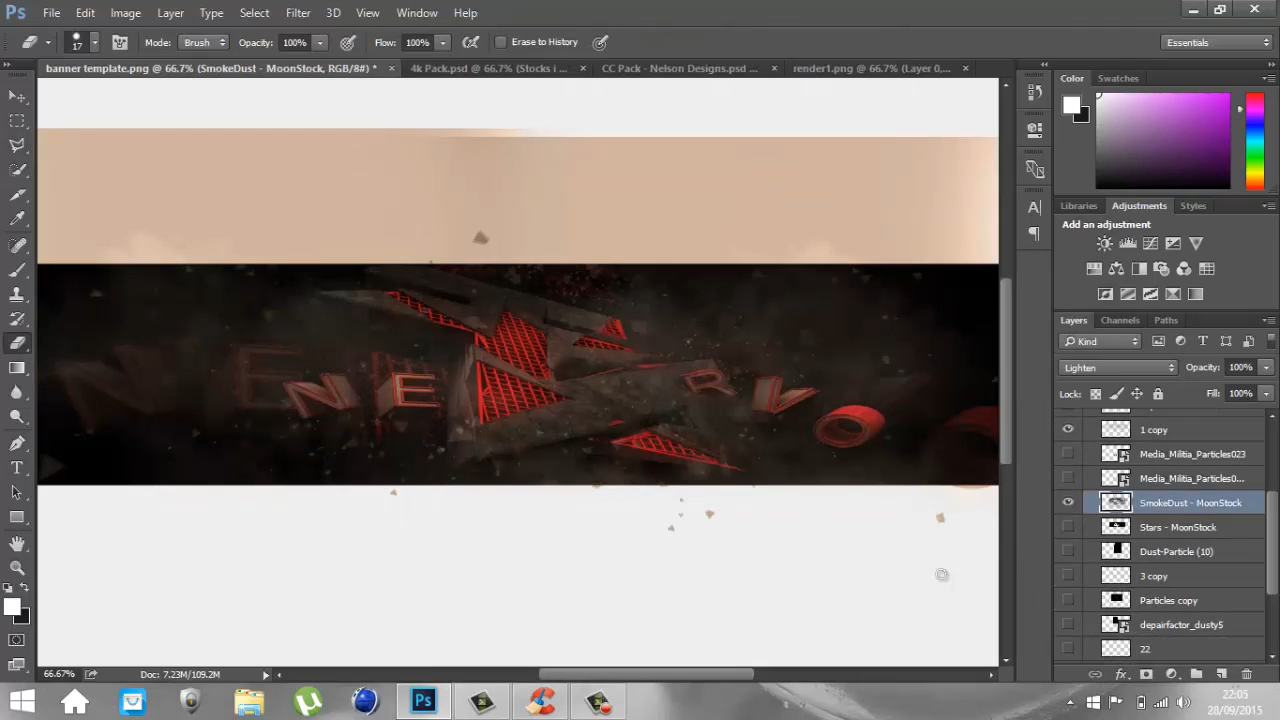 Ps File Edit Image Layer Type Select Filter 3D View Window Help
17 Mode: Brush Opacity: 100% Flow: 100% Erase to History Essentials
banner template.png @ 66.7% (SmokeDust - MoonStock, RGB/8#) * 4k Pack.psd @ 66.7% (Stocks i ... CC Pack - Nelson Designs.psd ... render1.png @ 66.7% (Layer 0,...
Color Swatches
Libraries Adjustments Styles
Add an adjustment
Layers Channels Paths
Kind
Lighten Opacity: 100%
Lock: Fill: 100%
1 copy
Media_Militia_Particles023
Media_Militia_Particles0...
SmokeDust - MoonStock
Stars - MoonStock
Dust-Particle (10)
3 copy
Particles copy
depairfactor_dusty5
22
NE RVO
66.67% Doc: 7.23M/109.2M
Ps
22:05
28/09/2015